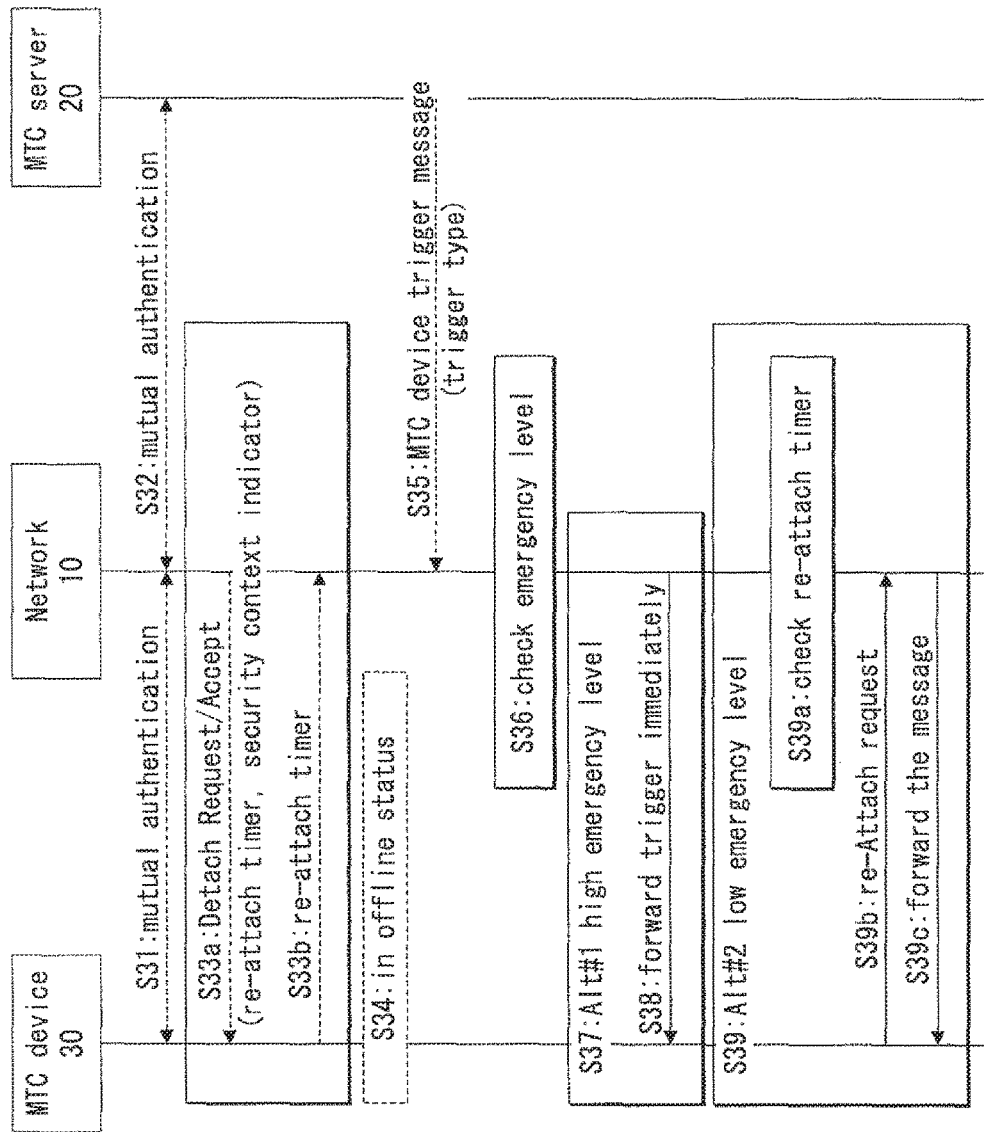 MTC device
30
Network
10
MTC server
20
S31:mutual authentication
S32:mutual authentication
S33a:Detach Request/Accept
(re-attach timer, security context indicator)
S33b:re-attach timer
S34:in offline status
S35:MTC device trigger message
(trigger type)
S36:check emergency level
S37:Alt#1 high emergency level
S38:forward trigger immediately
S39:Alt#2 low emergency level
S39a:check re-attach timer
S39b:re-Attach request
S39c:forward the message